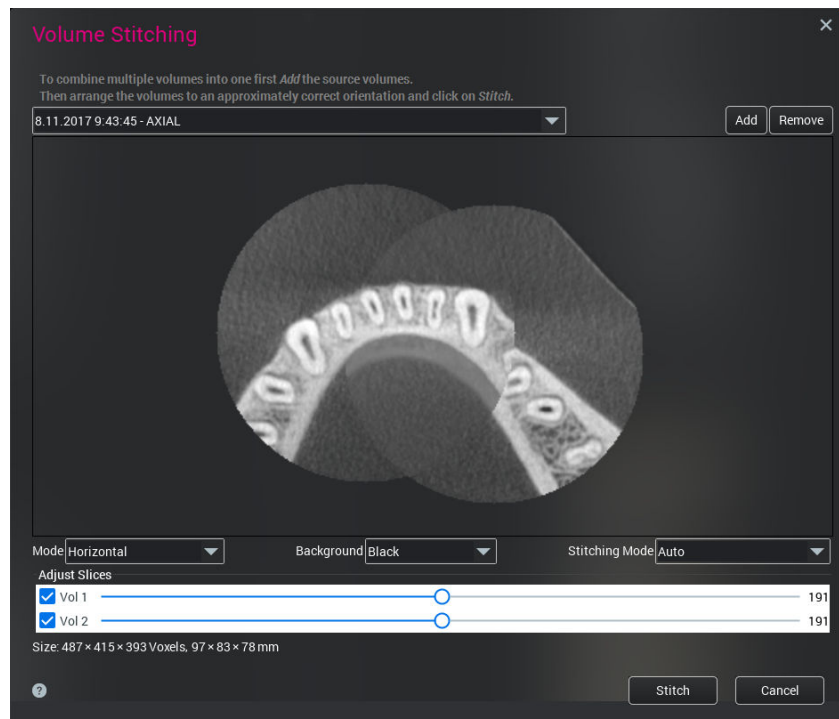 Volume Stitching
To combine multiple volumes into one first Add the source volumes.
Then arrange the volumes to an approximately correct orientation and click on Stitch.
8.11.2017 9:43:45 - AXIAL
Add Remove
Mode Horizontal Background Black Stitching Mode Auto
Adjust Slices
Vol 1 191
Vol 2 191
Size: 487 × 415 × 393 Voxels, 97 × 83 × 78 mm
? Stitch Cancel